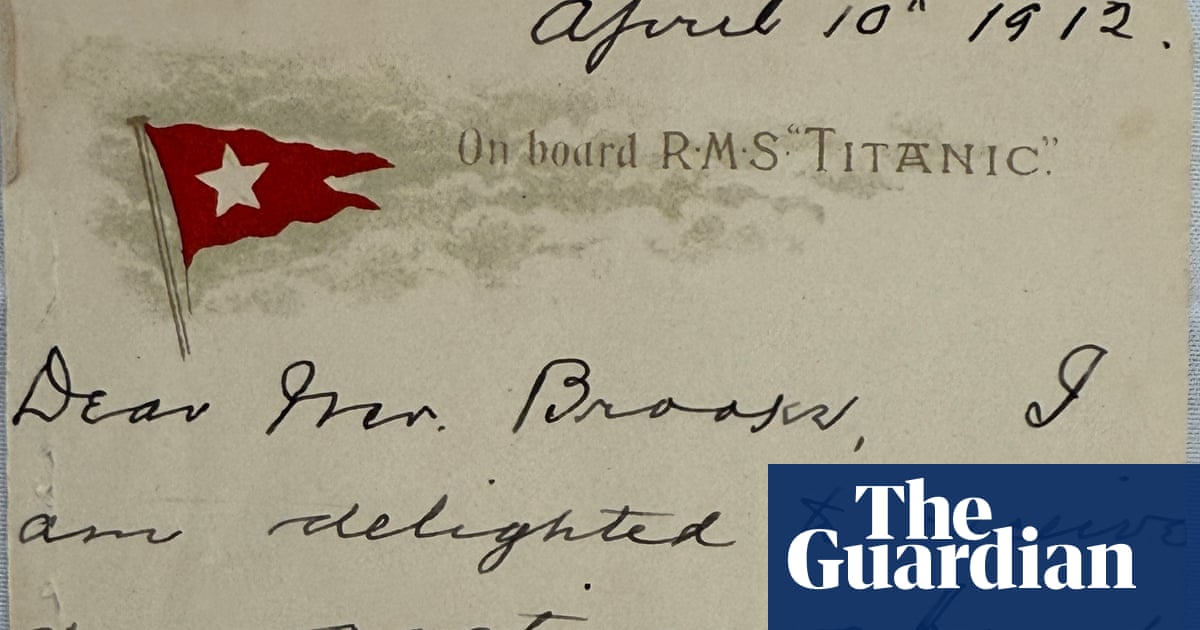 April 10th 1912.
On board R·M·S· "TITANIC".
Dear Mr. Brooks, I
am delighted
The
Guardian